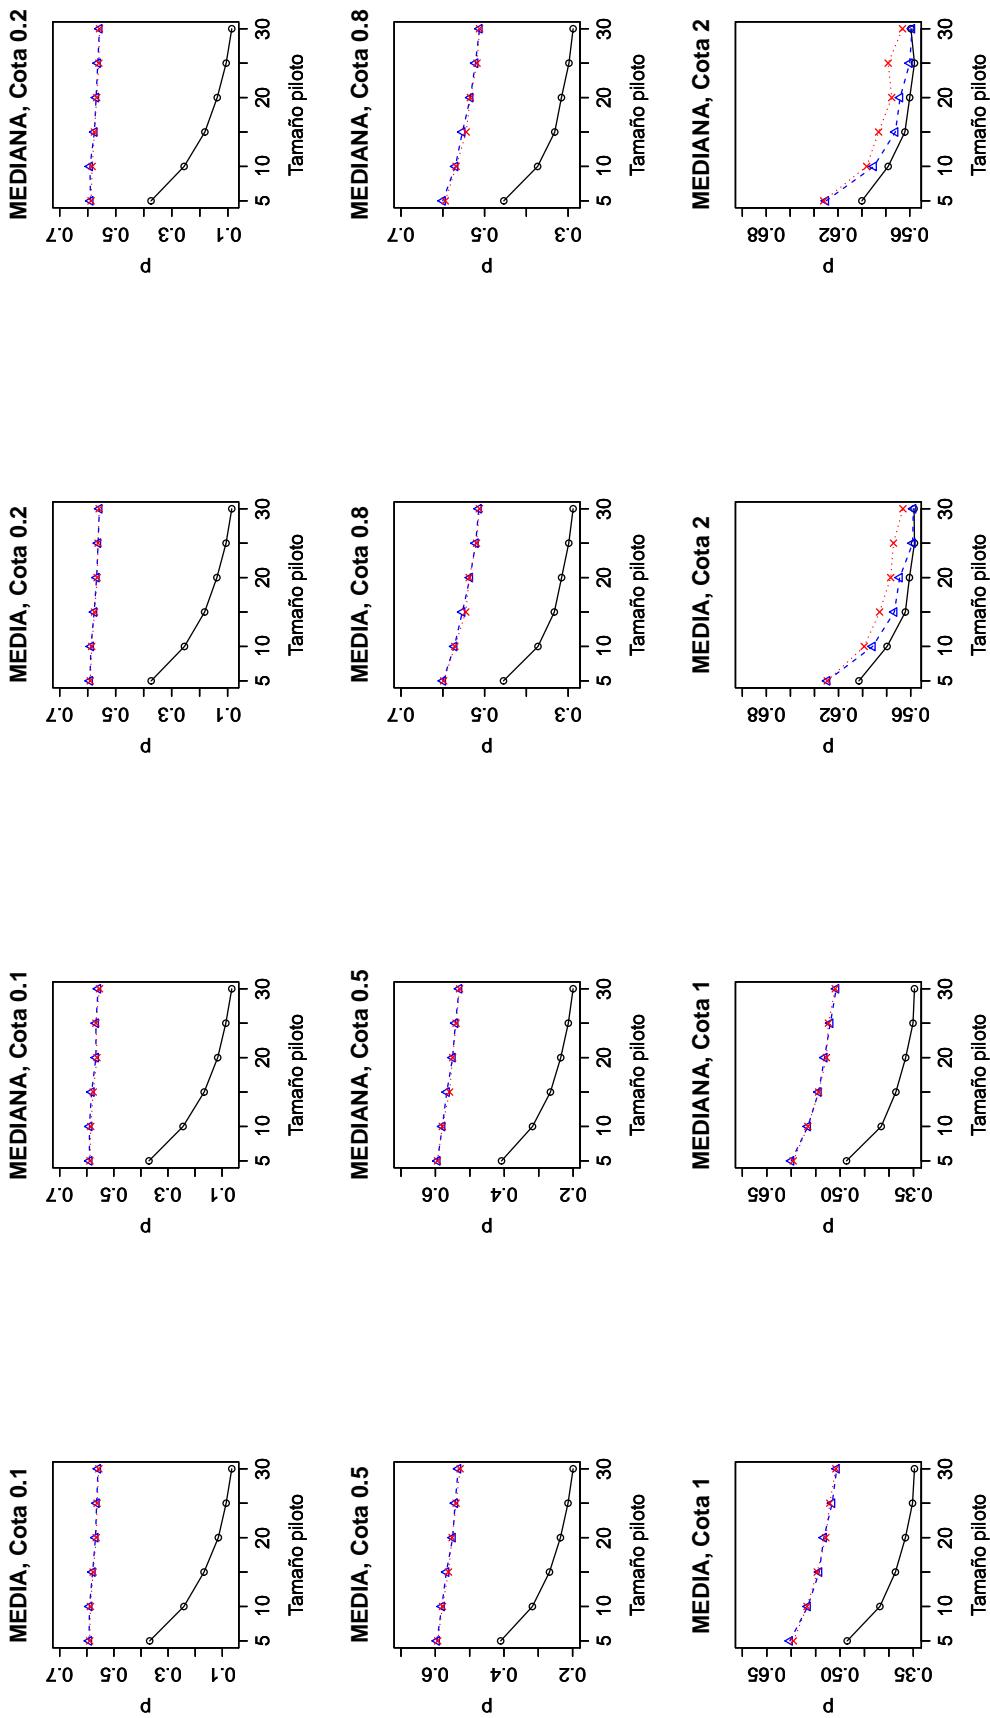 MEDIA, Cota 0.1
p
0.1 0.3 0.5 0.7
5 10 20 30
Tamaño piloto
MEDIANA, Cota 0.1
p
0.1 0.3 0.5 0.7
5 10 20 30
Tamaño piloto
MEDIA, Cota 0.2
p
0.1 0.3 0.5 0.7
5 10 20 30
Tamaño piloto
MEDIANA, Cota 0.2
p
0.1 0.3 0.5 0.7
5 10 20 30
Tamaño piloto
MEDIA, Cota 0.5
p
0.2 0.4 0.6
5 10 20 30
Tamaño piloto
MEDIANA, Cota 0.5
p
0.2 0.4 0.6
5 10 20 30
Tamaño piloto
MEDIA, Cota 0.8
p
0.3 0.5 0.7
5 10 20 30
Tamaño piloto
MEDIANA, Cota 0.8
p
0.3 0.5 0.7
5 10 20 30
Tamaño piloto
MEDIA, Cota 1
p
0.35 0.50 0.65
5 10 20 30
Tamaño piloto
MEDIANA, Cota 1
p
0.35 0.50 0.65
5 10 20 30
Tamaño piloto
MEDIA, Cota 2
p
0.56 0.62 0.68
5 10 20 30
Tamaño piloto
MEDIANA, Cota 2
p
0.56 0.62 0.68
5 10 20 30
Tamaño piloto